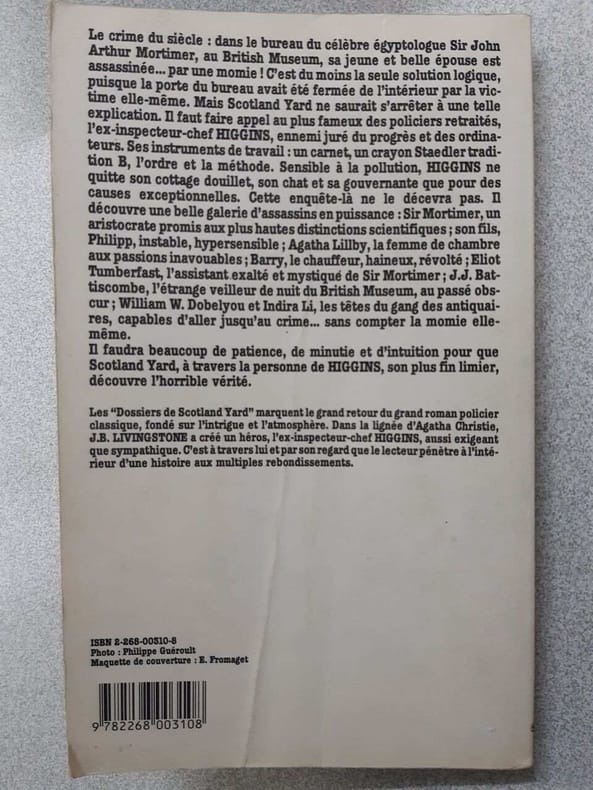 Le crime du siècle : dans le bureau du célèbre égyptologue Sir John
Arthur Mortimer, au British Museum, sa jeune et belle épouse est
assassinée... par une momie ! C'est du moins la seule solution logique,
puisque la porte du bureau avait été fermée de l'intérieur par la vic-
time elle-même. Mais Scotland Yard ne saurait s'arrêter à une telle
explication. Il faut faire appel au plus fameux des policiers retraités,
l'ex-inspecteur-chef HIGGINS, ennemi juré du progrès et des ordina-
teurs. Ses instruments de travail : un carnet, un crayon Staedler tradi-
tion B, l'ordre et la méthode. Sensible à la pollution, HIGGINS ne
quitte son cottage douillet, son chat et sa gouvernante que pour des
causes exceptionnelles. Cette enquête-là ne le décevra pas. Il
découvre une belle galerie d'assassins en puissance : Sir Mortimer, un
aristocrate promis aux plus hautes distinctions scientifiques ; son fils,
Philipp, instable, hypersensible ; Agatha Lillby, la femme de chambre
aux passions inavouables ; Barry, le chauffeur, haineux, révolté ; Eliot
Tumberfast, l'assistant exalté et mystique de Sir Mortimer ; J.J. Bat-
tiscombe, l'étrange veilleur de nuit du British Museum, au passé obs-
cur ; William W. Dobelyou et Indira Li, les têtes du gang des antiquai-
res, capables d'aller jusqu'au crime... sans compter la momie elle-
même.
Il faudra beaucoup de patience, de minutie et d'intuition pour que
Scotland Yard, à travers la personne de HIGGINS, son plus fin limier,
découvre l'horrible vérité.
Les "Dossiers de Scotland Yard" marquent le grand retour du grand roman policier
classique, fondé sur l'intrigue et l'atmosphère. Dans la lignée d'Agatha Christie,
J.B. LIVINGSTONE a créé un héros, l'ex-inspecteur-chef HIGGINS, aussi exigeant
que sympathique. C'est à travers lui et par son regard que le lecteur pénètre à l'inté-
rieur d'une histoire aux multiples rebondissements.
ISBN 2-268-00310-8
Photo : Philippe Guéroult
Maquette de couverture : E. Fromaget
9 782268 003108